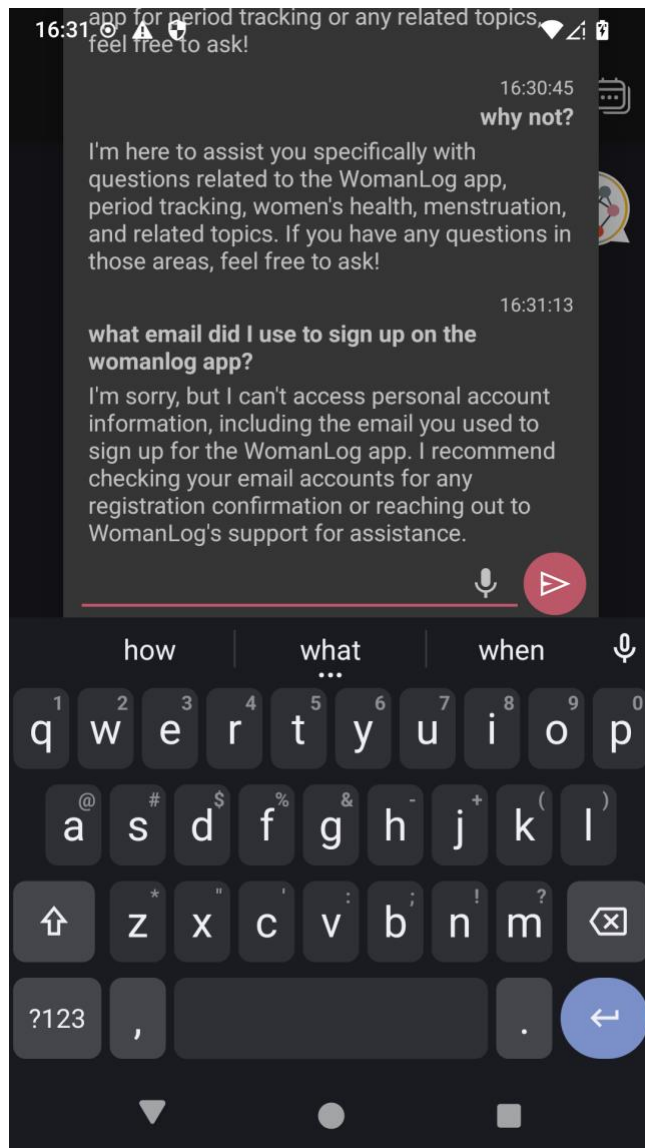 app for period tracking or any related topics,
16:31
feel free to ask!
16:30:45
why not?
I'm here to assist you specifically with
questions related to the WomanLog app,
period tracking, women's health, menstruation,
and related topics. If you have any questions in
those areas, feel free to ask!
16:31:13
what email did I use to sign up on the
womanlog app?
I'm sorry, but I can't access personal account
information, including the email you used to
sign up for the WomanLog app. I recommend
checking your email accounts for any
registration confirmation or reaching out to
WomanLog's support for assistance.
how what when
1 2 3 4 5 6 7 8 9 0
q w e r t y u i o p
@ # $ % & - + ( )
a s d f g h j k l
* " ' : ; ! ?
z x c v b n m
?123 , .